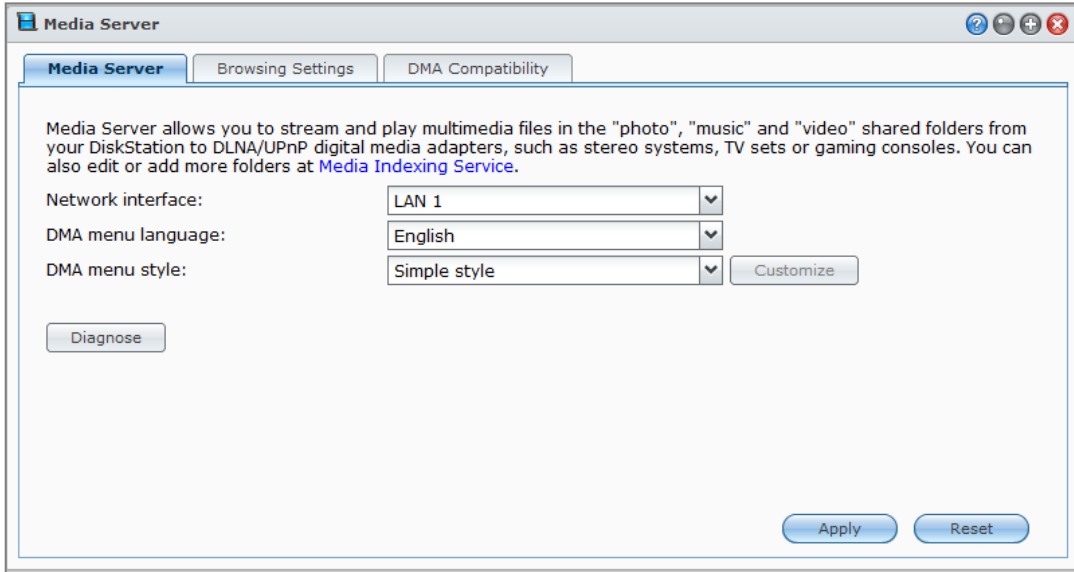 Media Server
Media Server Browsing Settings DMA Compatibility
Media Server allows you to stream and play multimedia files in the "photo", "music" and "video" shared folders from
your DiskStation to DLNA/UPnP digital media adapters, such as stereo systems, TV sets or gaming consoles. You can
also edit or add more folders at Media Indexing Service.
Network interface: LAN 1
DMA menu language: English
DMA menu style: Simple style Customize
Diagnose
Apply Reset